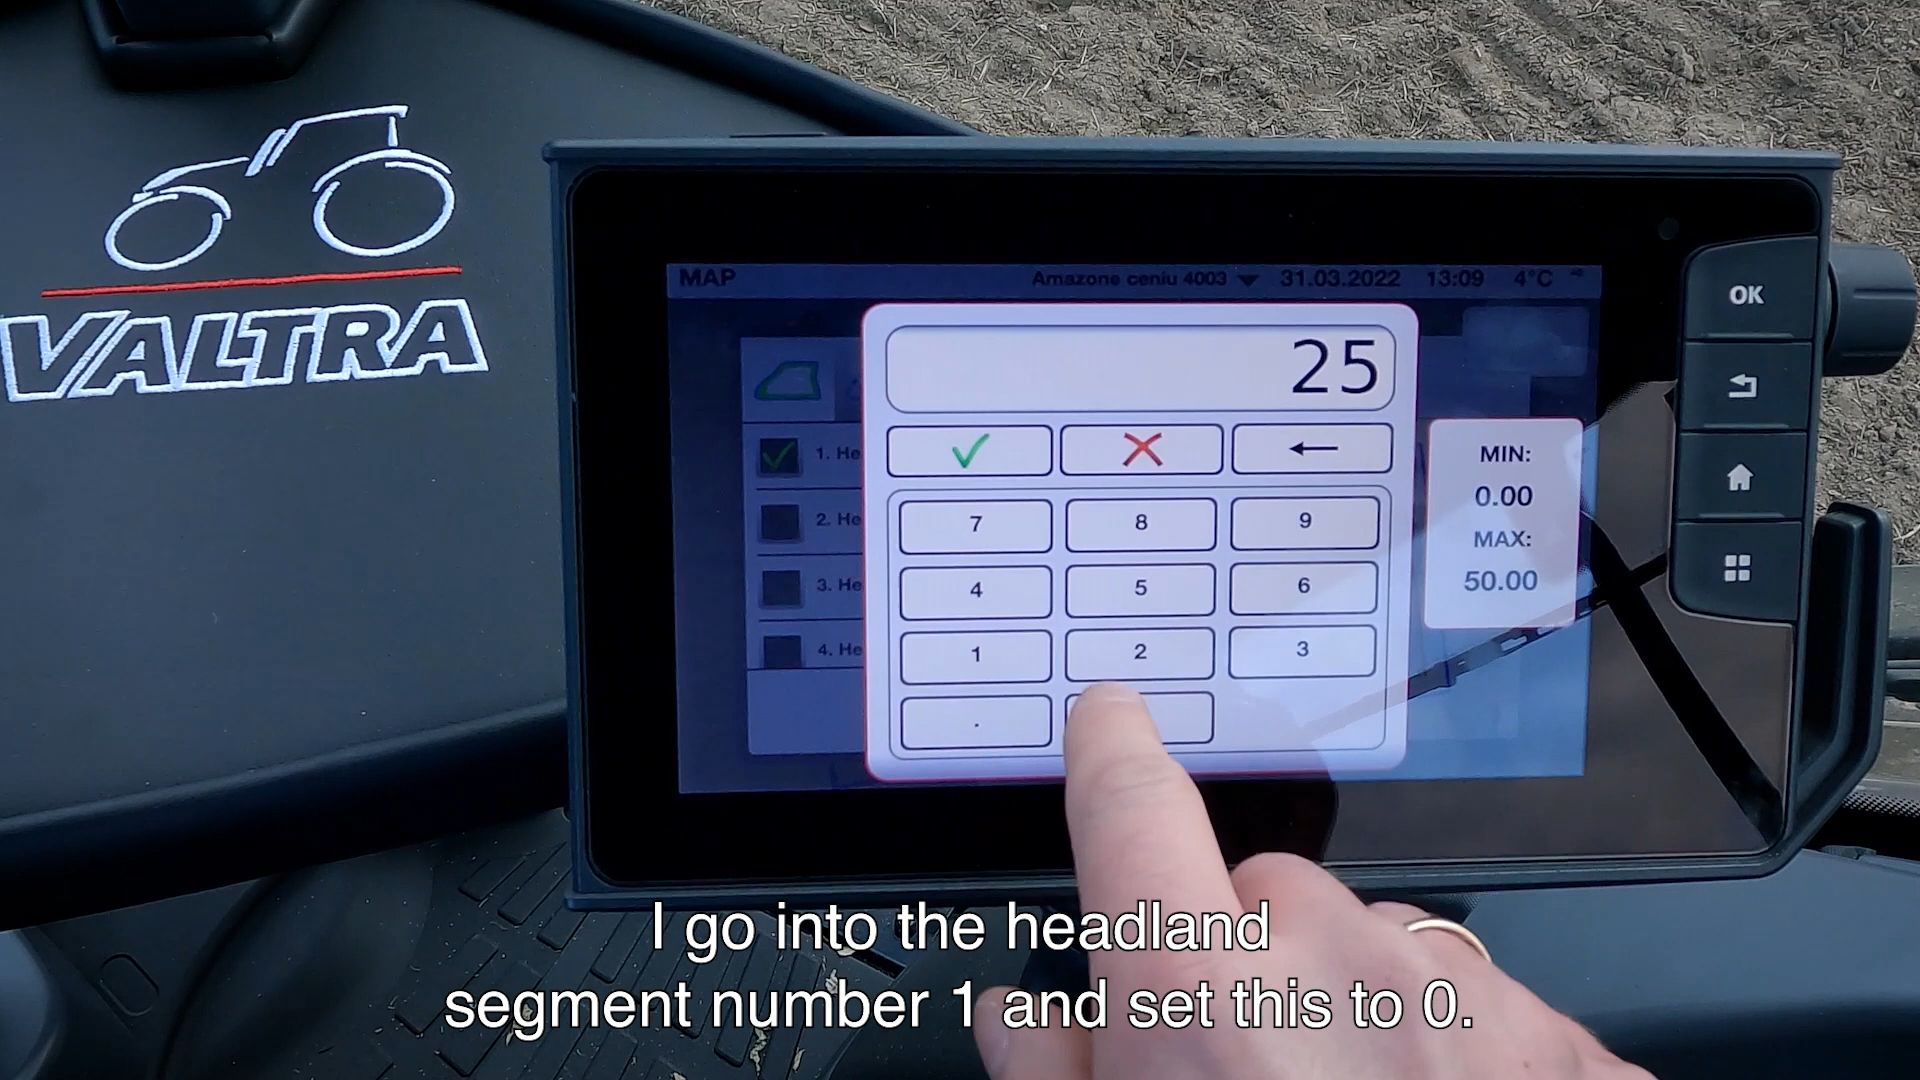 VALTRA
MAP Amazone ceniu 4003 31.03.2022 13:09 4°C
25
1. He
2. He
3. He
4. He
7 8 9
4 5 6
1 2 3
.
MIN:
0.00
MAX:
50.00
OK
I go into the headland
segment number 1 and set this to 0.